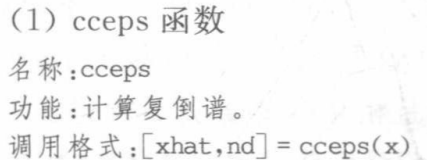 (1) cceps 函数
名称:cceps
功能:计算复倒谱。
调用格式:[xhat,nd]=cceps(x)